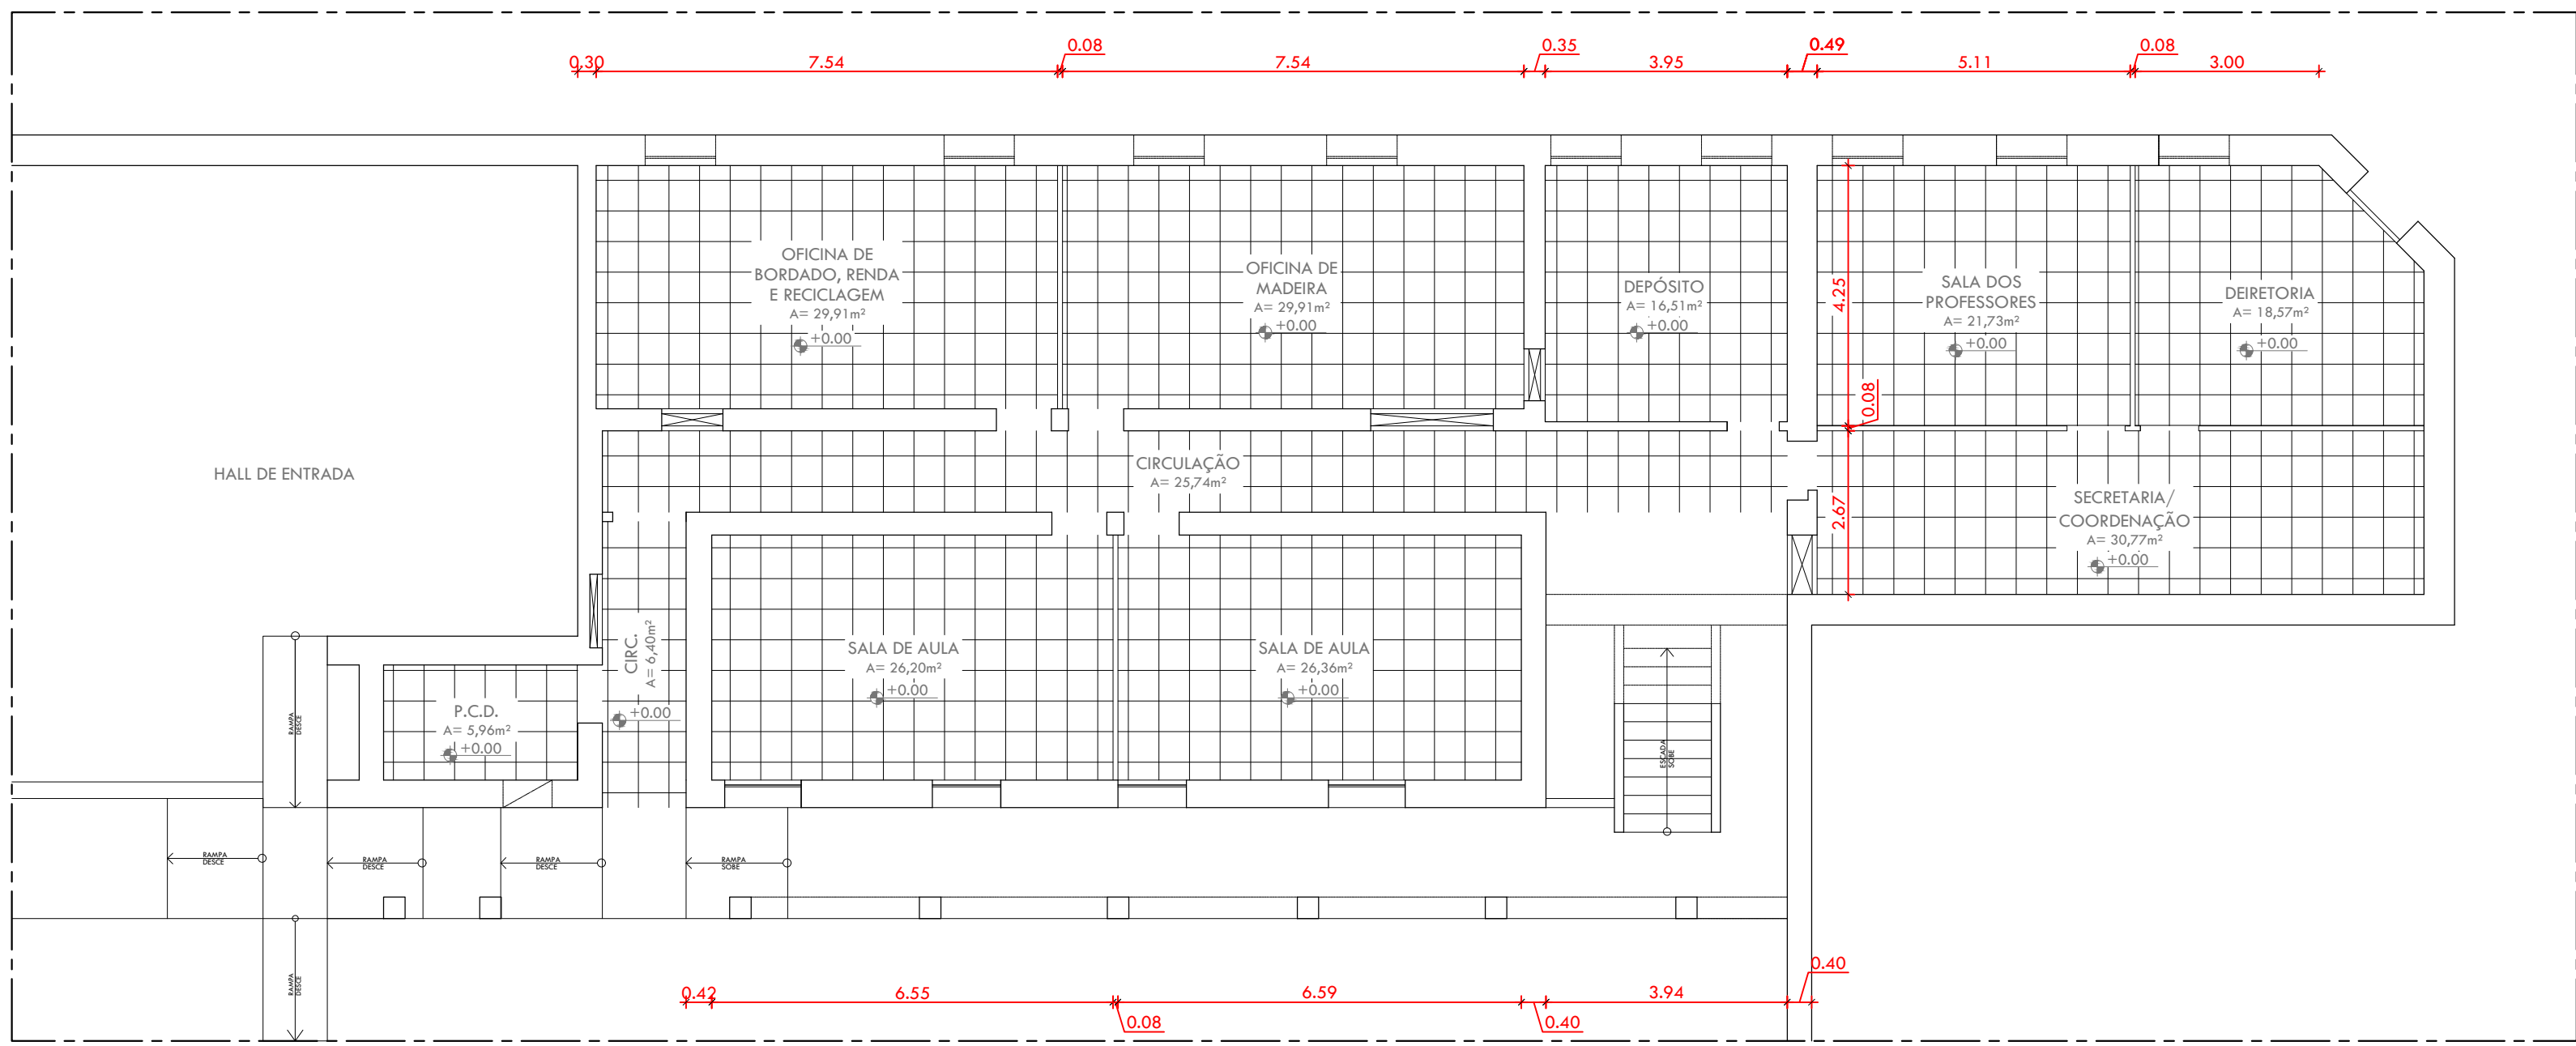 0.08
0.35
0.49
0.08
0.30
7.54
7.54
3.95
5.11
3.00
OFICINA DE
BORDADO, RENDA
E RECICLAGEM
A= 29,91m²
+0.00
OFICINA DE
MADEIRA
A= 29,91m²
+0.00
DEPÓSITO
A= 16,51m²
+0.00
4.25
SALA DOS
PROFESSORES
A= 21,73m²
+0.00
DEIRETORIA
A= 18,57m²
+0.00
0.08
HALL DE ENTRADA
CIRCULAÇÃO
A= 25,74m²
2.67
SECRETARIA/
COORDENAÇÃO
A= 30,77m²
+0.00
CIRC.
A= 6,40m²
+0.00
SALA DE AULA
A= 26,20m²
+0.00
SALA DE AULA
A= 26,36m²
+0.00
RAMPA
DESCE
P.C.D.
A= 5,96m²
+0.00
ESCADA
SOBE
RAMPA
DESCE
RAMPA
DESCE
RAMPA
DESCE
RAMPA
SOBE
RAMPA
DESCE
0.40
0.42
6.55
6.59
3.94
0.08
0.40